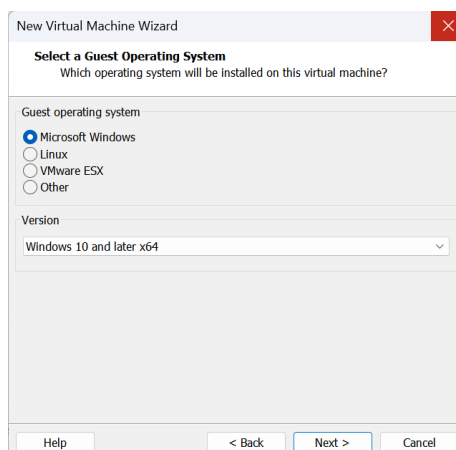 New Virtual Machine Wizard
Select a Guest Operating System
Which operating system will be installed on this virtual machine?
Guest operating system
Microsoft Windows
Linux
VMware ESX
Other
Version
Windows 10 and later x64
Help
< Back
Next >
Cancel